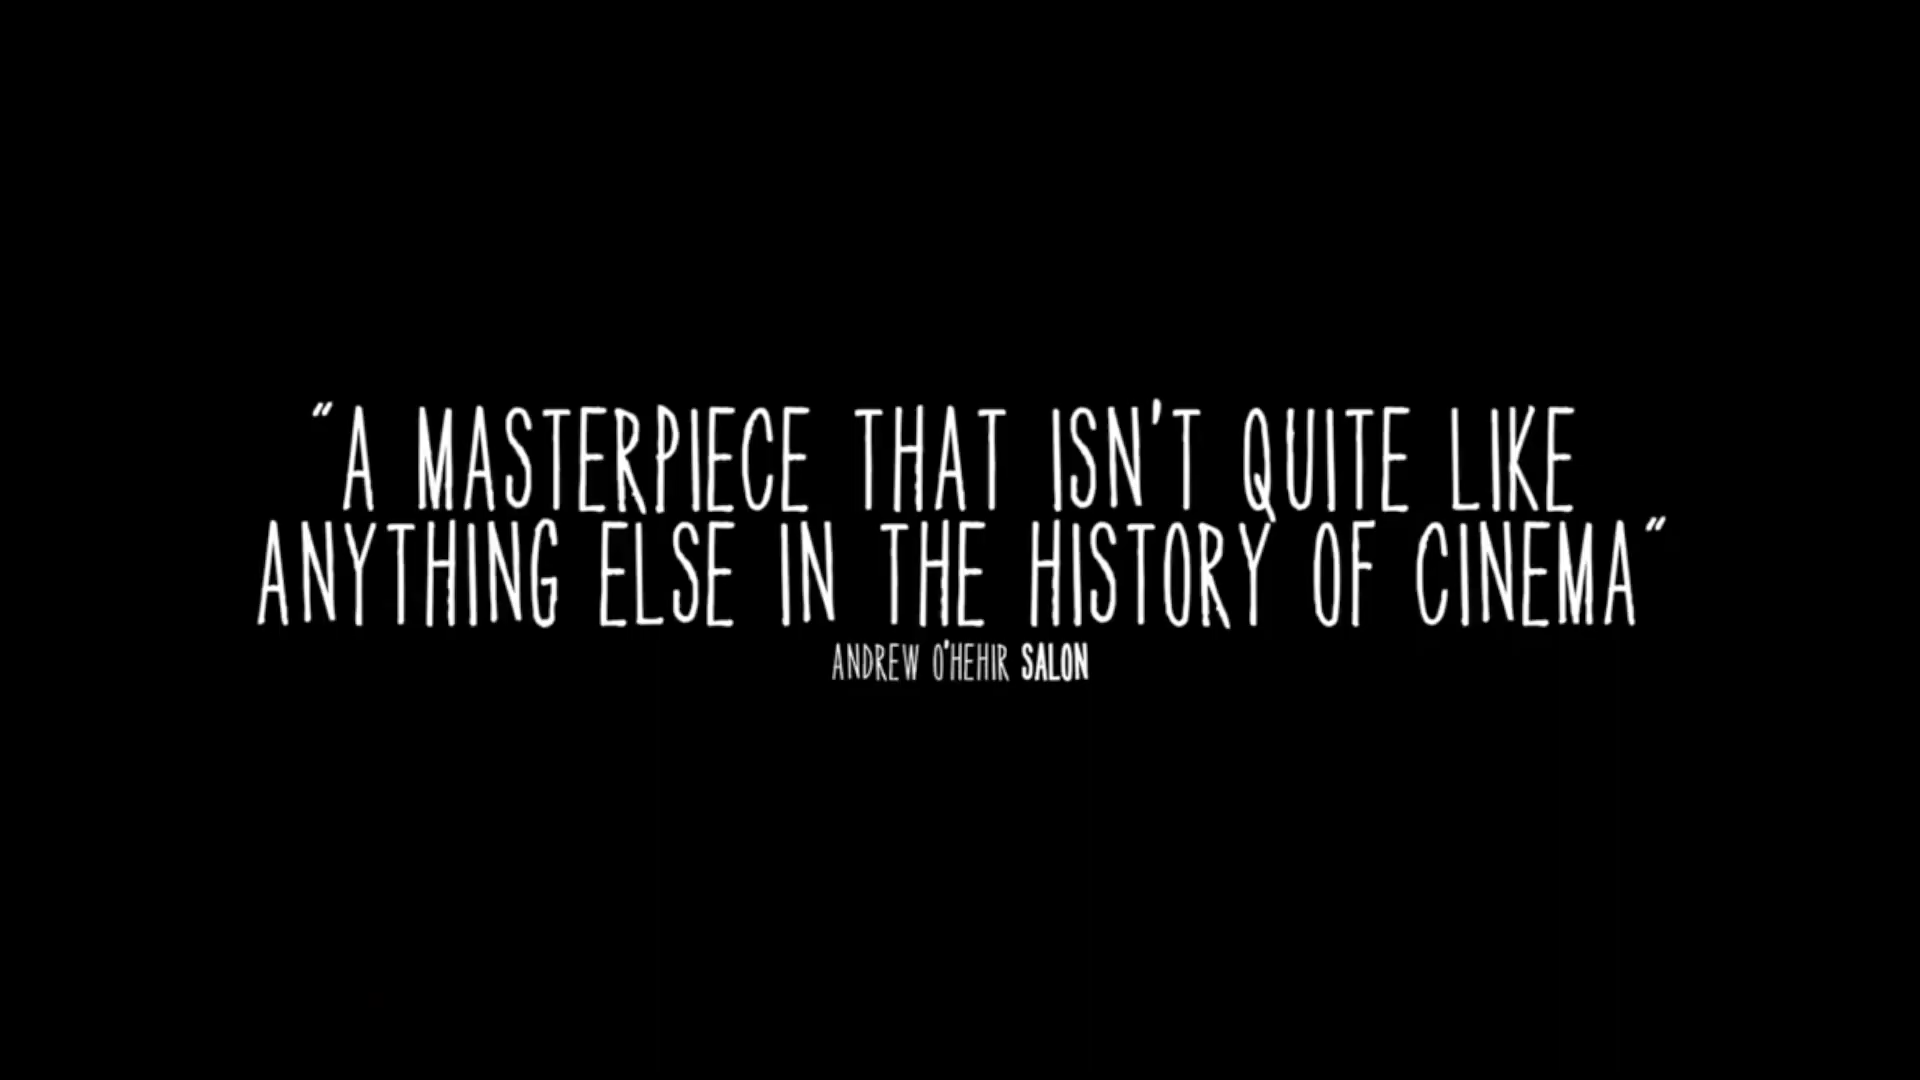 “A MASTERPIECE THAT ISN'T QUITE LIKE
ANYTHING ELSE IN THE HISTORY OF CINEMA”
ANDREW O'HEHIR SALON